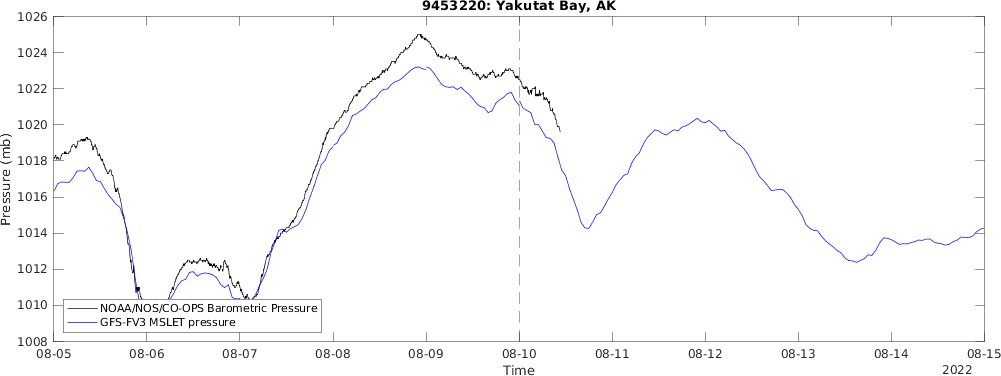 9453220: Yakutat Bay, AK
1026
1024
1022
1020
1018
1016
1014
1012
1010
1008
Pressure (mb)
NOAA/NOS/CO-OPS Barometric Pressure
GFS-FV3 MSLET pressure
08-05 08-06 08-07 08-08 08-09 08-10 08-11 08-12 08-13 08-14 08-15
Time
2022